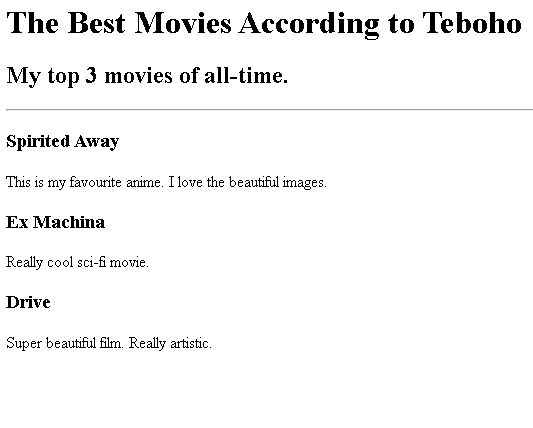 The Best Movies According to Teboho
My top 3 movies of all-time.
Spirited Away
This is my favourite anime. I love the beautiful images.
Ex Machina
Really cool sci-fi movie.
Drive
Super beautiful film. Really artistic.